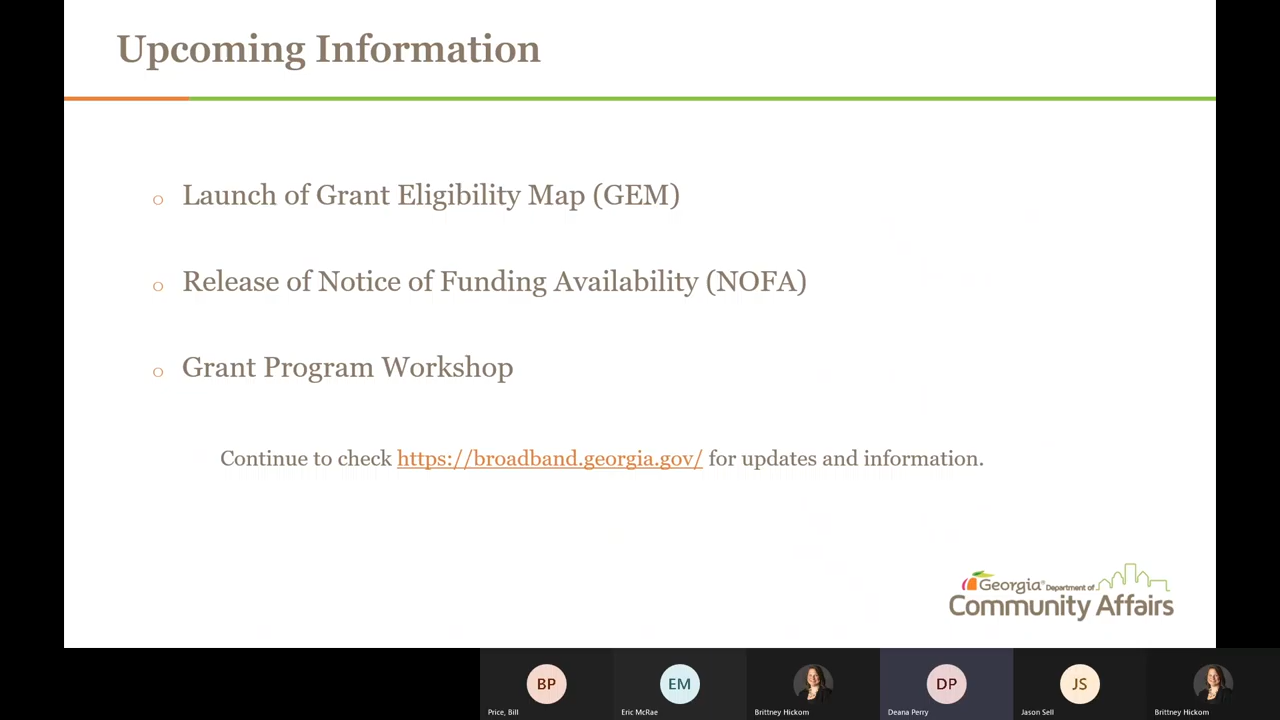 Upcoming Information
o Launch of Grant Eligibility Map (GEM)
o Release of Notice of Funding Availability (NOFA)
o Grant Program Workshop
Continue to check https://broadband.georgia.gov/ for updates and information.
Georgia® Department of
Community Affairs
BP EM DP JS
Price, Bill Eric McRae Brittney Hickom Deana Perry Jason Sell Brittney Hickom